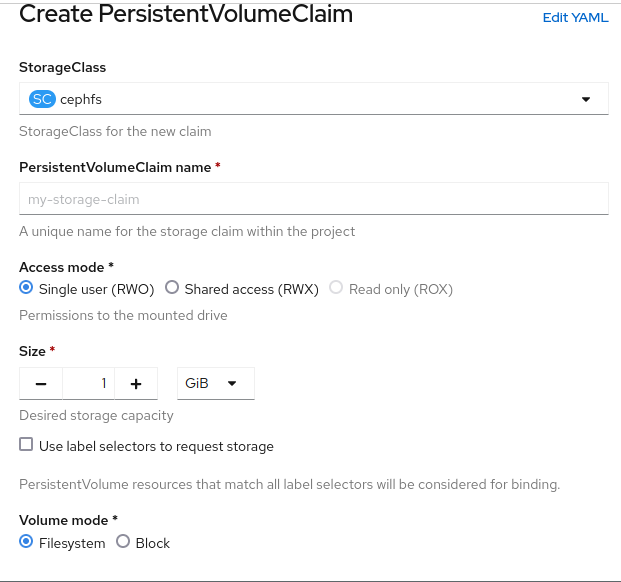 Create PersistentVolumeClaim Edit YAML
StorageClass
SC cephfs
StorageClass for the new claim
PersistentVolumeClaim name *
my-storage-claim
A unique name for the storage claim within the project
Access mode *
Single user (RWO) Shared access (RWX) Read only (ROX)
Permissions to the mounted drive
Size *
1 GiB
Desired storage capacity
Use label selectors to request storage
PersistentVolume resources that match all label selectors will be considered for binding.
Volume mode *
Filesystem Block